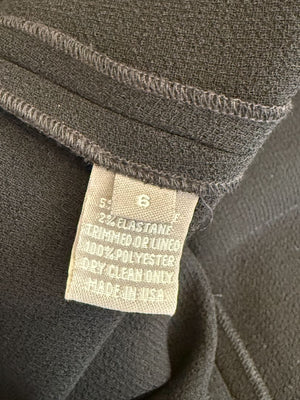 6
2% ELASTANE
TRIMMED OR LINED
100% POLYESTER
DRY CLEAN ONLY
MADE IN USA